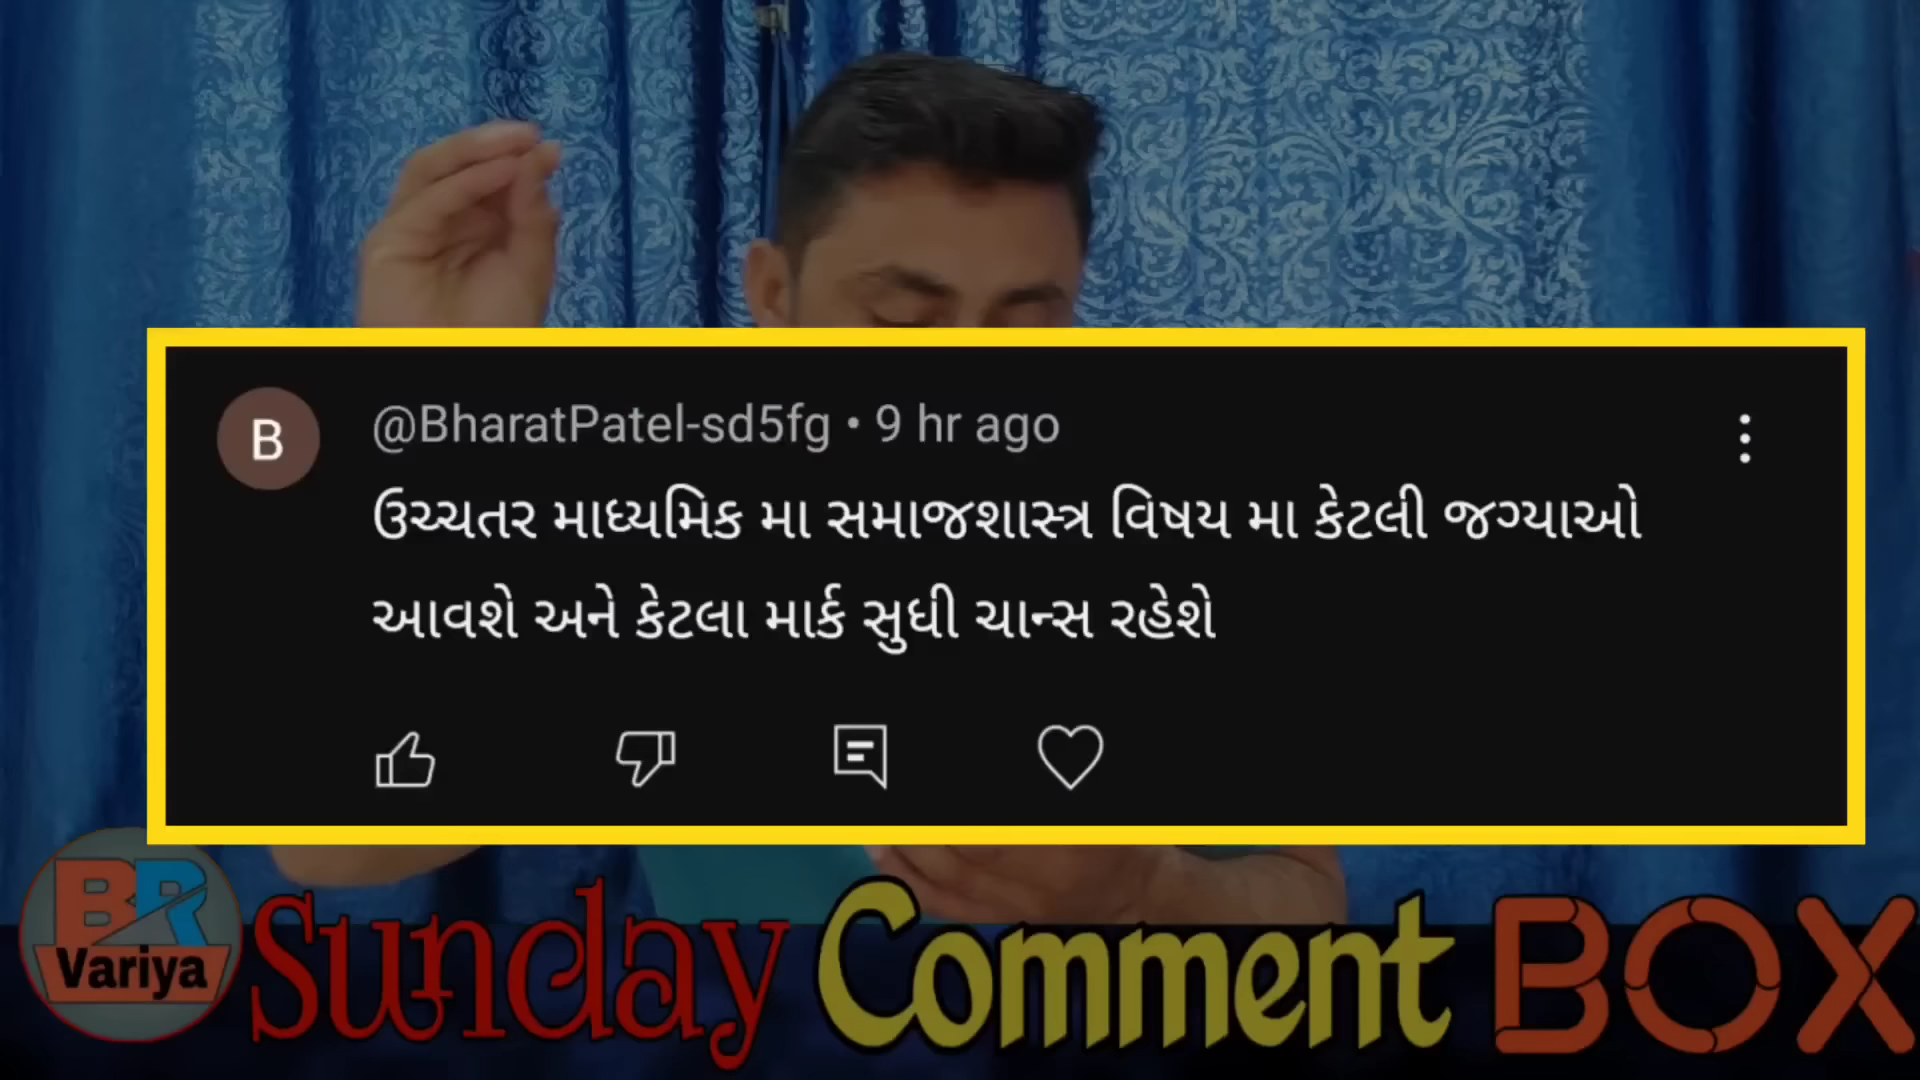 B
@BharatPatel-sd5fg • 9 hr ago
ઉચ્ચતર માધ્યમિક મા સમાજશાસ્ત્ર વિષય મા કેટલી જગ્યાઓ
આવશે અને કેટલા માર્ક સુધી ચાન્સ રહેશે
BR
Variya
Sunday Comment BOX